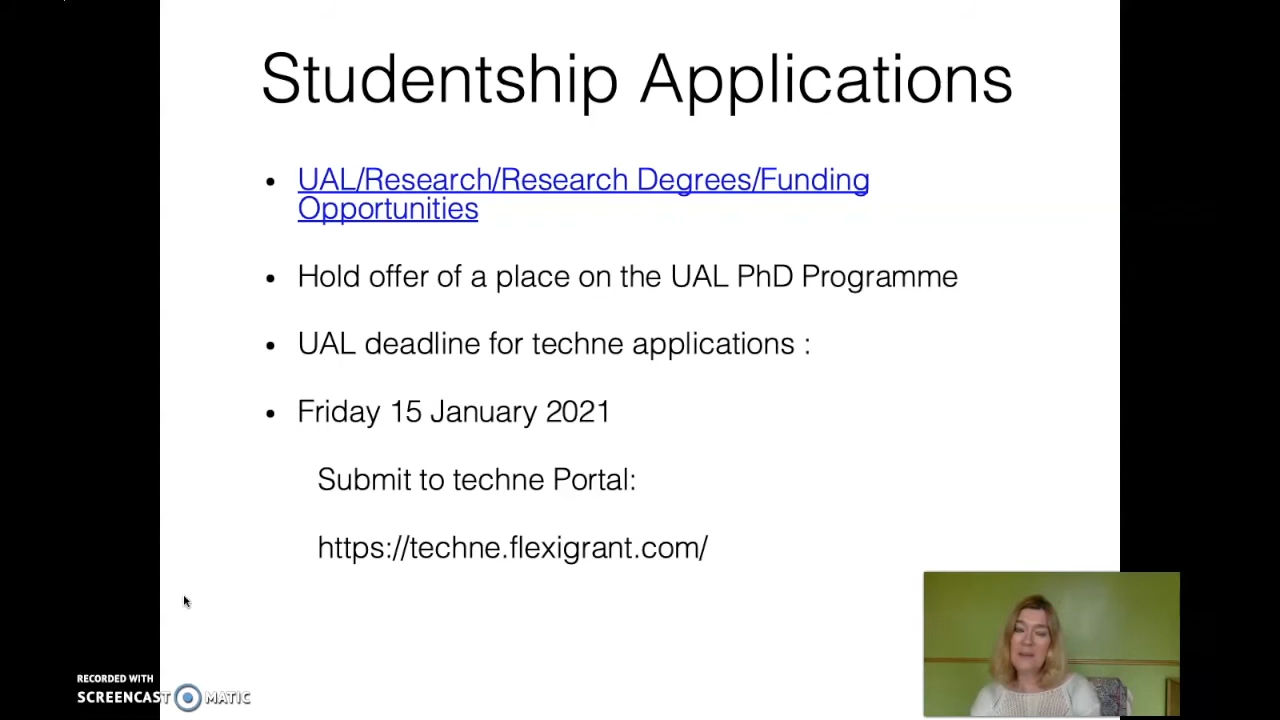 Studentship Applications
• UAL/Research/Research Degrees/Funding
Opportunities
• Hold offer of a place on the UAL PhD Programme
• UAL deadline for techne applications :
• Friday 15 January 2021
Submit to techne Portal:
https://techne.flexigrant.com/
RECORDED WITH
SCREENCAST MATIC